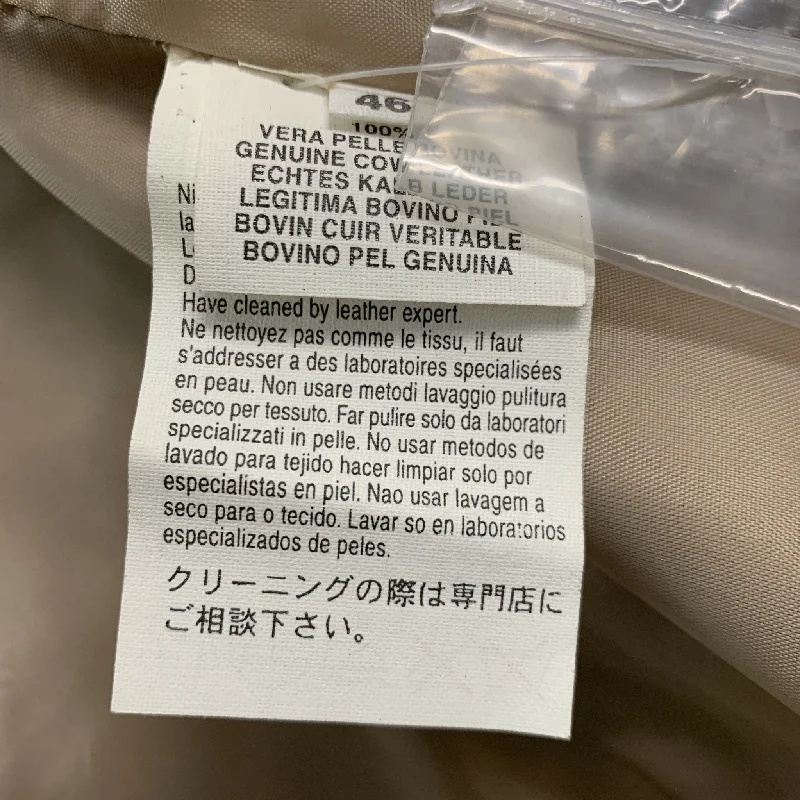 46
100%
VERA PELLE BOVINA
GENUINE COW LEATHER
ECHTES KALB LEDER
LEGITIMA BOVINO PIEL
BOVIN CUIR VERITABLE
BOVINO PEL GENUINA
Ni
la
D
Have cleaned by leather expert.
Ne nettoyez pas comme le tissu, il faut
s'addresser a des laboratoires specialisées
en peau. Non usare metodi lavaggio pulitura
secco per tessuto. Far pulire solo da laboratori
specializzati in pelle. No usar metodos de
lavado para tejido hacer limpiar solo por
especialistas en piel. Nao usar lavagem a
seco para o tecido. Lavar so en laboratorios
especializados de peles.
クリーニングの際は専門店に
ご相談下さい。